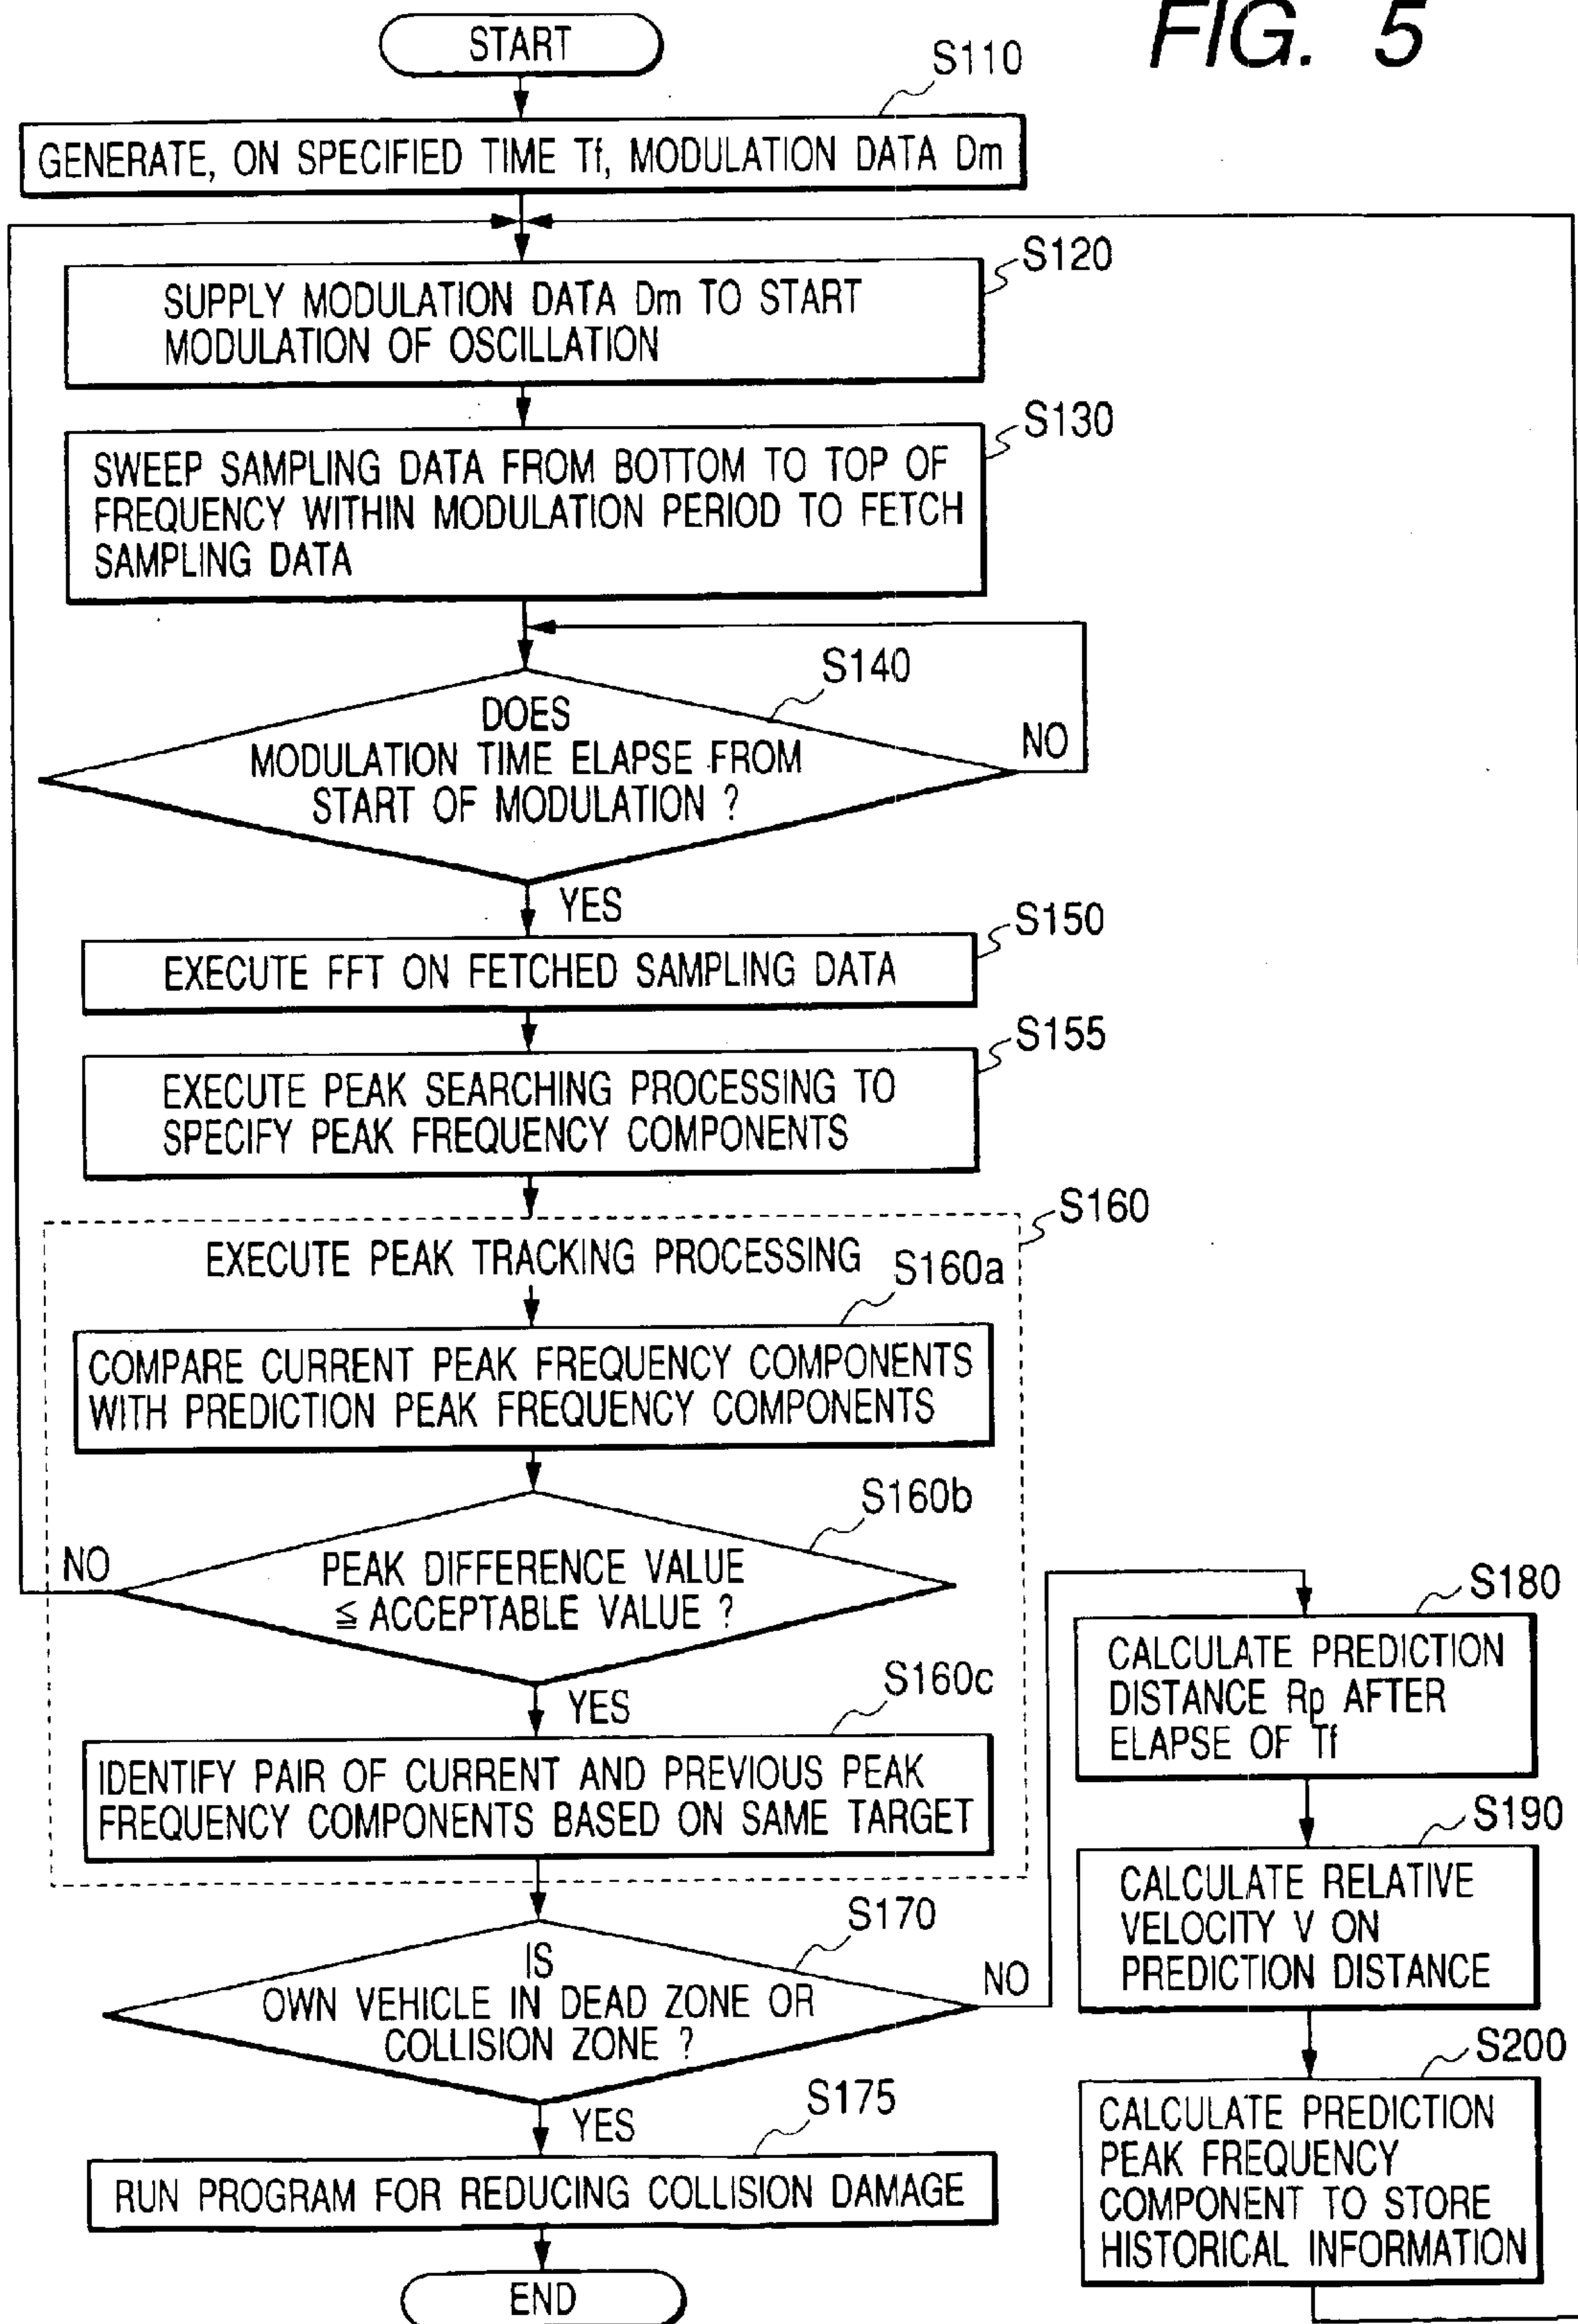 FIG. 5
START
S110
GENERATE, ON SPECIFIED TIME Tf, MODULATION DATA Dm
S120
SUPPLY MODULATION DATA Dm TO START
MODULATION OF OSCILLATION
S130
SWEEP SAMPLING DATA FROM BOTTOM TO TOP OF
FREQUENCY WITHIN MODULATION PERIOD TO FETCH
SAMPLING DATA
S140
DOES
MODULATION TIME ELAPSE FROM
START OF MODULATION ?
NO
YES
S150
EXECUTE FFT ON FETCHED SAMPLING DATA
S155
EXECUTE PEAK SEARCHING PROCESSING TO
SPECIFY PEAK FREQUENCY COMPONENTS
S160
EXECUTE PEAK TRACKING PROCESSING
S160a
COMPARE CURRENT PEAK FREQUENCY COMPONENTS
WITH PREDICTION PEAK FREQUENCY COMPONENTS
S160b
NO
PEAK DIFFERENCE VALUE
≦ ACCEPTABLE VALUE ?
YES
S160c
IDENTIFY PAIR OF CURRENT AND PREVIOUS PEAK
FREQUENCY COMPONENTS BASED ON SAME TARGET
S170
IS
OWN VEHICLE IN DEAD ZONE OR
COLLISION ZONE ?
NO
YES
S175
RUN PROGRAM FOR REDUCING COLLISION DAMAGE
END
S180
CALCULATE PREDICTION
DISTANCE Rp AFTER
ELAPSE OF Tf
S190
CALCULATE RELATIVE
VELOCITY V ON
PREDICTION DISTANCE
S200
CALCULATE PREDICTION
PEAK FREQUENCY
COMPONENT TO STORE
HISTORICAL INFORMATION